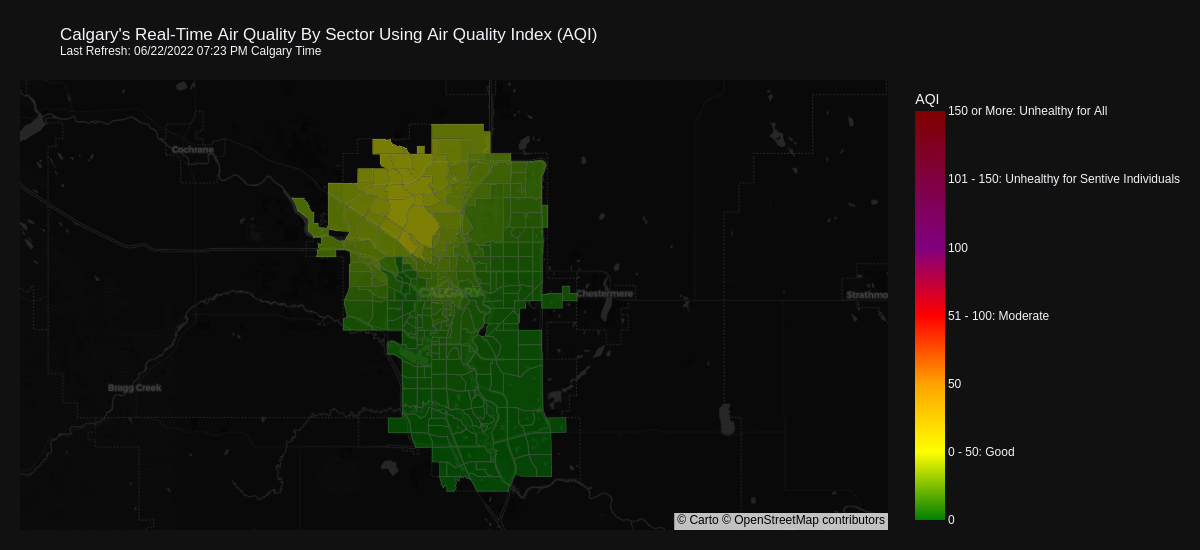 Calgary's Real-Time Air Quality By Sector Using Air Quality Index (AQI)
Last Refresh: 06/22/2022 07:23 PM Calgary Time
AQI
150 or More: Unhealthy for All
101 - 150: Unhealthy for Sentive Individuals
100
51 - 100: Moderate
50
0 - 50: Good
0
Cochrane
CALGARY
Chestermere
Strathmo
Bragg Creek
© Carto © OpenStreetMap contributors